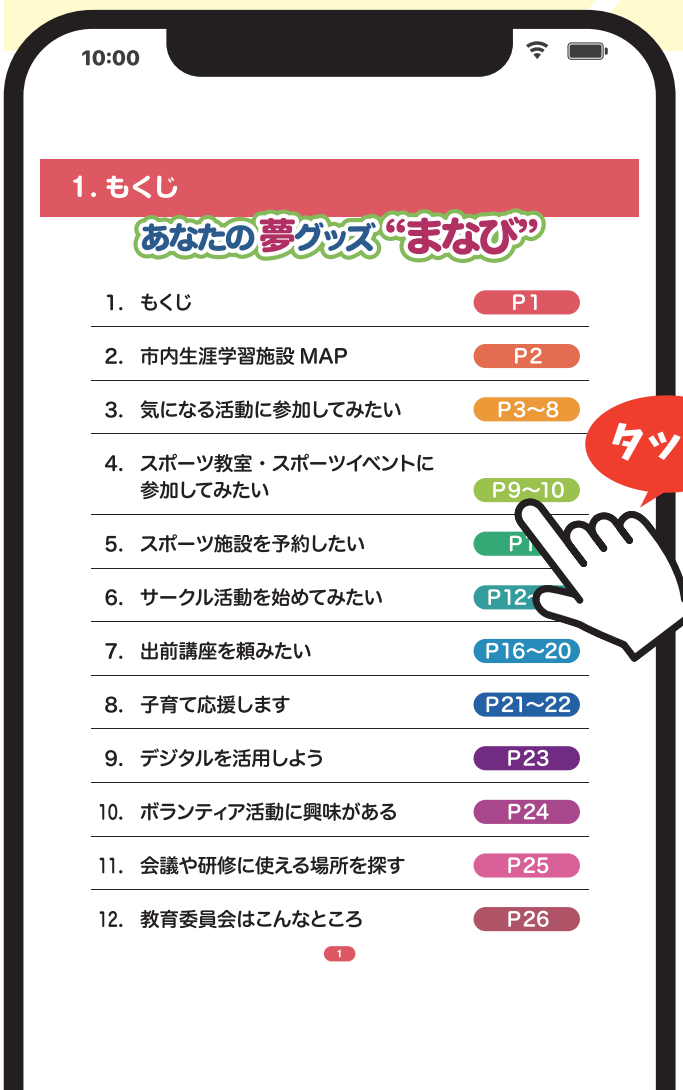 10:00
1. もくじ
あなたの夢グッズ“まなび”
1. もくじ P1
2. 市内生涯学習施設 MAP P2
3. 気になる活動に参加してみたい P3〜8
4. スポーツ教室・スポーツイベントに
参加してみたい P9〜10
5. スポーツ施設を予約したい
6. サークル活動を始めてみたい
7. 出前講座を頼みたい P16〜20
8. 子育て応援します P21〜22
9. デジタルを活用しよう P23
10. ボランティア活動に興味がある P24
11. 会議や研修に使える場所を探す P25
12. 教育委員会はこんなところ P26
1
タッ